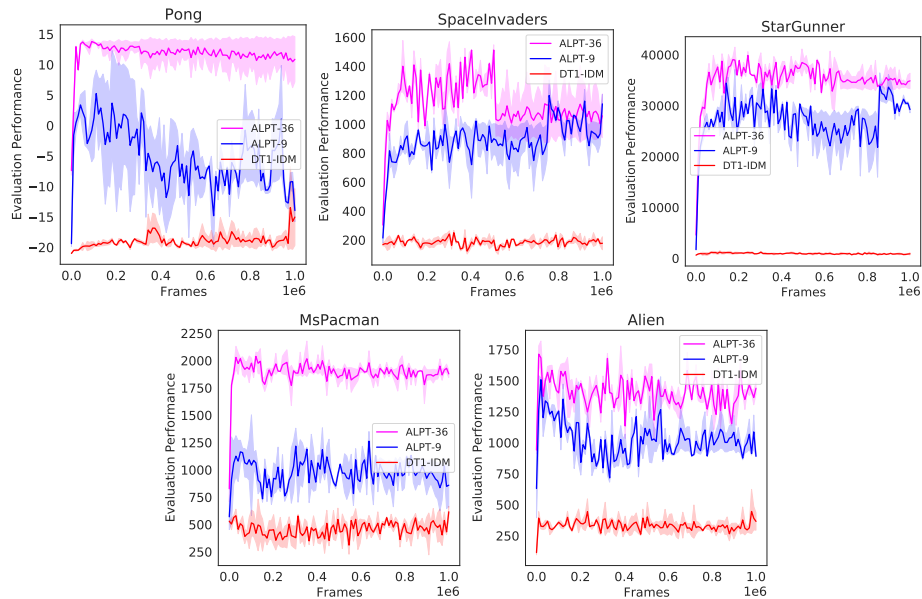 Pong
Evaluation Performance
15
10
5
0
−5
−10
−15
−20
ALPT-36
ALPT-9
DT1-IDM
0.0 0.2 0.4 0.6 0.8 1.0
Frames
1e6
SpaceInvaders
Evaluation Performance
1600
1400
1200
1000
800
600
400
200
ALPT-36
ALPT-9
DT1-IDM
0.0 0.2 0.4 0.6 0.8 1.0
Frames
1e6
StarGunner
Evaluation Performance
40000
30000
20000
10000
0
ALPT-36
ALPT-9
DT1-IDM
0.0 0.2 0.4 0.6 0.8 1.0
Frames
1e6
MsPacman
Evaluation Performance
2250
2000
1750
1500
1250
1000
750
500
250
ALPT-36
ALPT-9
DT1-IDM
0.0 0.2 0.4 0.6 0.8 1.0
Frames
1e6
Alien
Evaluation Performance
1750
1500
1250
1000
750
500
250
ALPT-36
ALPT-9
DT1-IDM
0.0 0.2 0.4 0.6 0.8 1.0
Frames
1e6